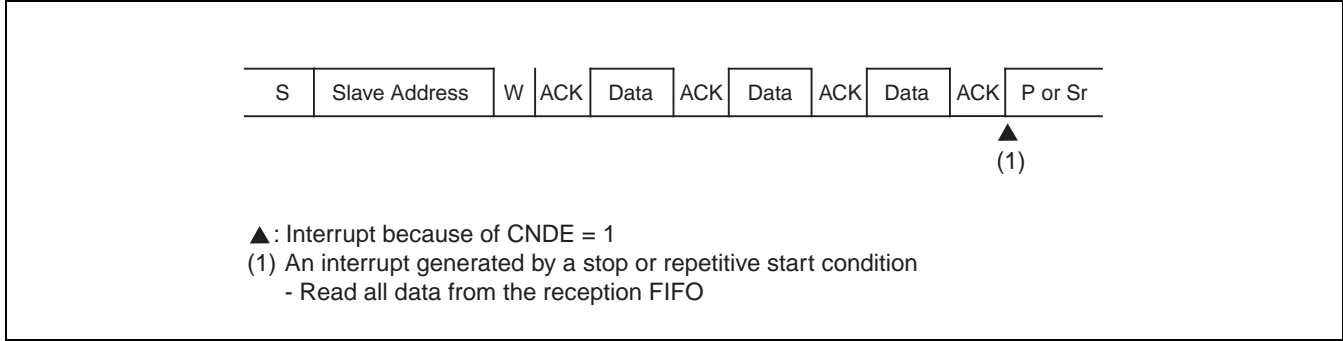 S Slave Address W ACK Data ACK Data ACK Data ACK P or Sr
(1)
▲: Interrupt because of CNDE = 1
(1) An interrupt generated by a stop or repetitive start condition
- Read all data from the reception FIFO